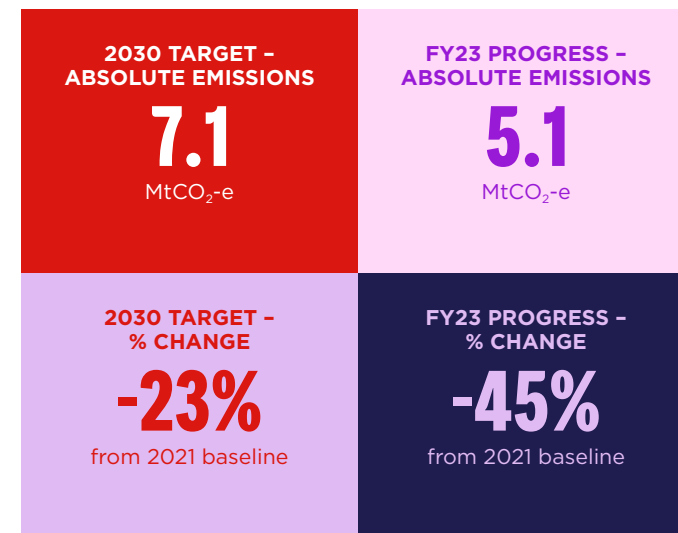 2030 TARGET –
ABSOLUTE EMISSIONS
7.1
MtCO₂-e
FY23 PROGRESS –
ABSOLUTE EMISSIONS
5.1
MtCO₂-e
2030 TARGET –
% CHANGE
-23%
from 2021 baseline
FY23 PROGRESS –
% CHANGE
-45%
from 2021 baseline